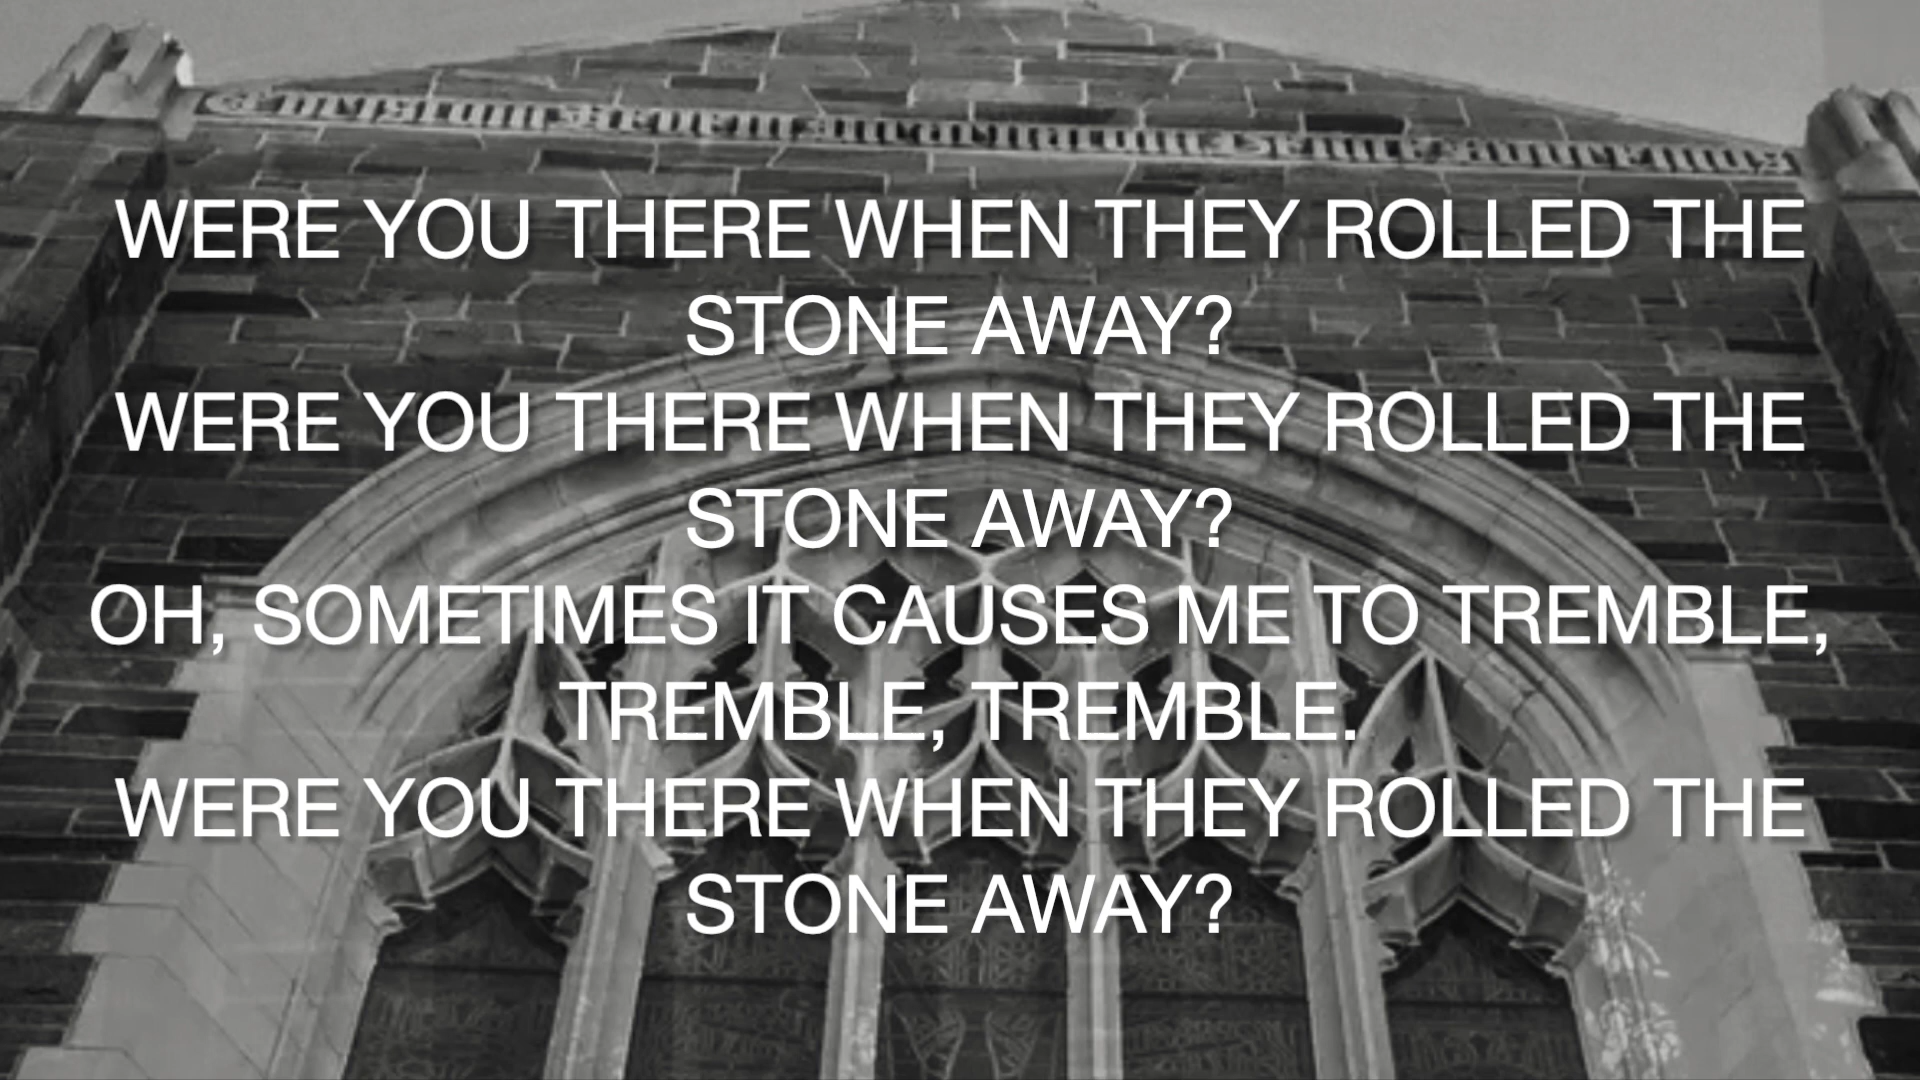 WERE YOU THERE WHEN THEY ROLLED THE
STONE AWAY?
WERE YOU THERE WHEN THEY ROLLED THE
STONE AWAY?
OH, SOMETIMES IT CAUSES ME TO TREMBLE,
TREMBLE, TREMBLE.
WERE YOU THERE WHEN THEY ROLLED THE
STONE AWAY?